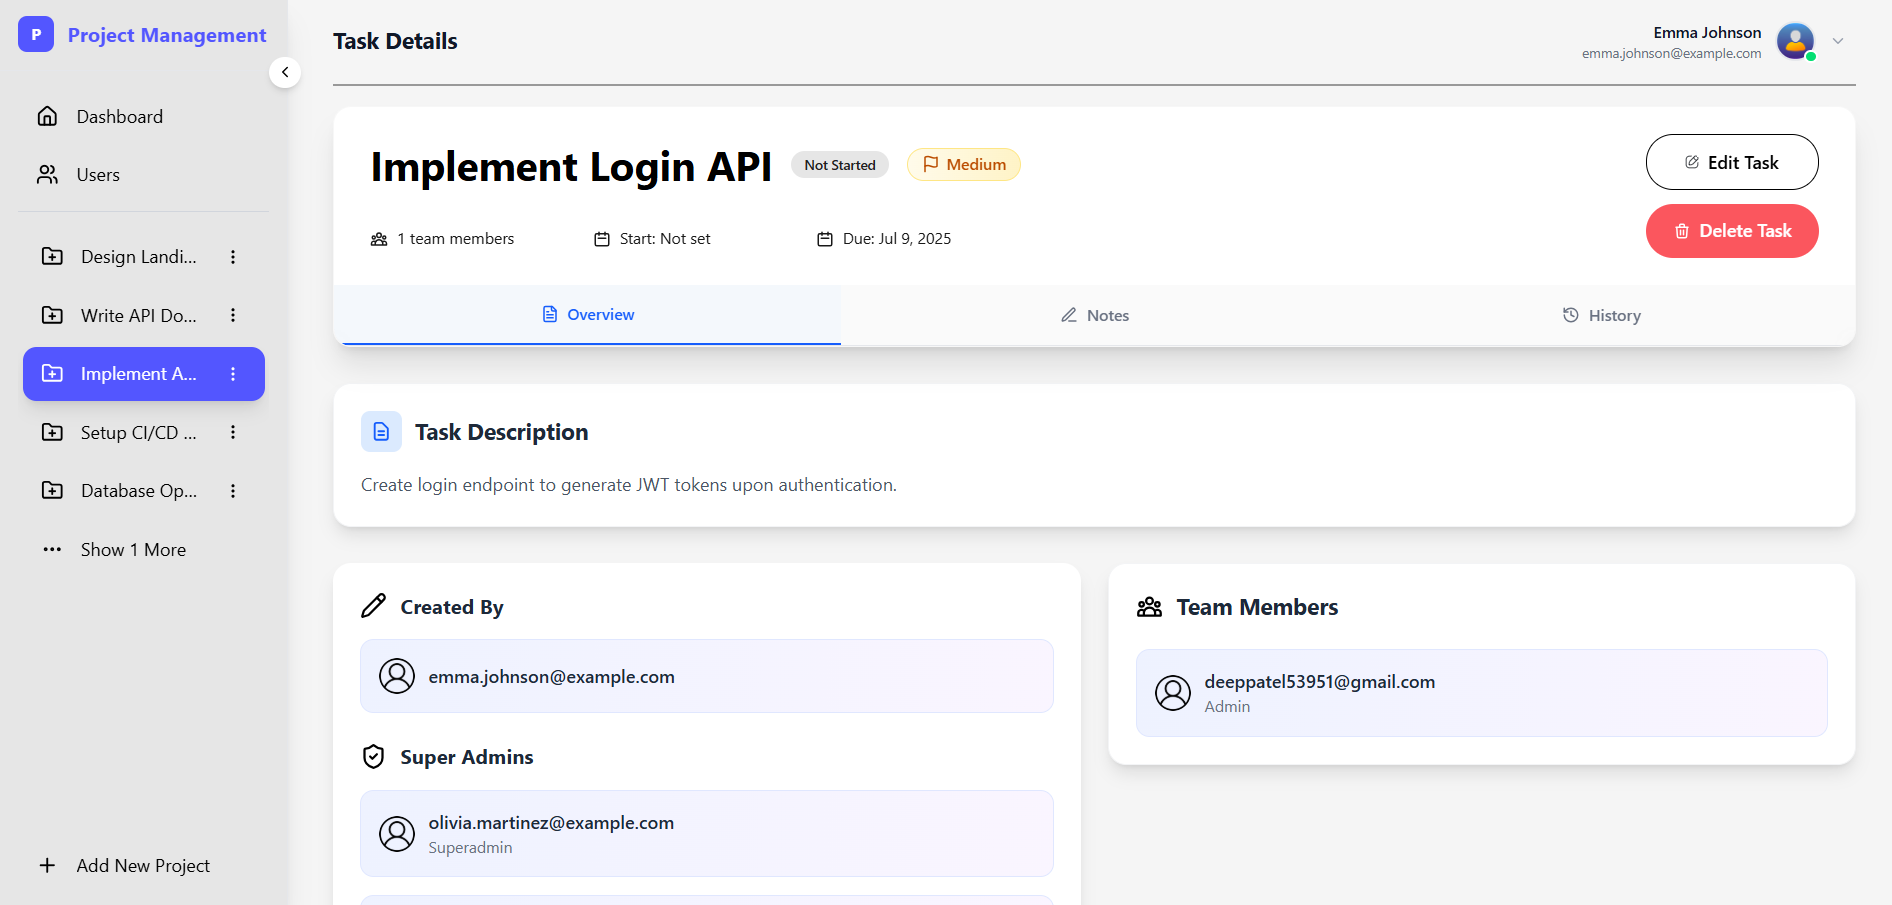 P
Project Management
Dashboard
Users
Design Landi...
Write API Do...
Implement A...
Setup CI/CD ...
Database Op...
Show 1 More
Add New Project
Task Details
Emma Johnson
emma.johnson@example.com
Implement Login API
Not Started
Medium
Edit Task
Delete Task
1 team members
Start: Not set
Due: Jul 9, 2025
Overview
Notes
History
Task Description
Create login endpoint to generate JWT tokens upon authentication.
Created By
emma.johnson@example.com
Super Admins
olivia.martinez@example.com
Superadmin
Team Members
deeppatel53951@gmail.com
Admin